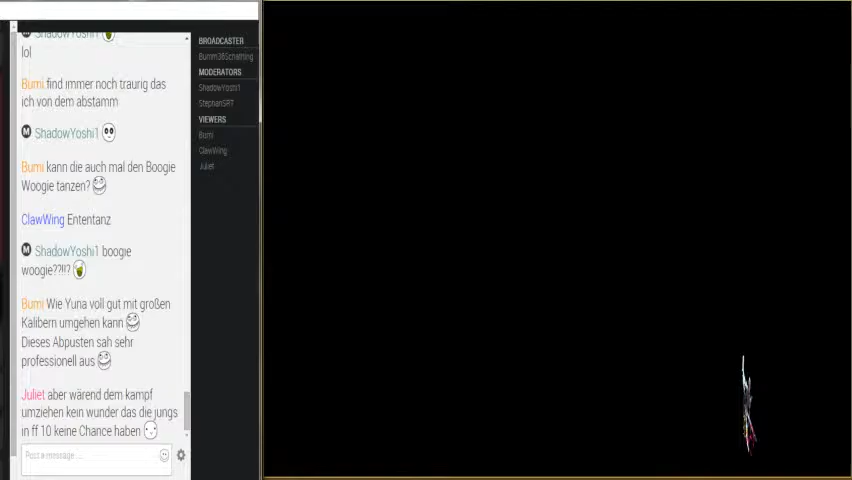 ShadowYoshi1
lol
Bumi find immer noch traurig das
ich von dem abstamm
M ShadowYoshi1
Bumi kann die auch mal den Boogie
Woogie tanzen?
ClawWing Ententanz
M ShadowYoshi1 boogie
woogie??!!?
Bumi Wie Yuna voll gut mit großen
Kalibern umgehen kann
Dieses Abpusten sah sehr
professionell aus
Juliet aber wärend dem kampf
umziehen kein wunder das die jungs
in ff 10 keine Chance haben
Post a message ...
BROADCASTER
MODERATORS
ShadowYoshi1
StephanSRT
VIEWERS
Bumi
ClawWing
Juliet